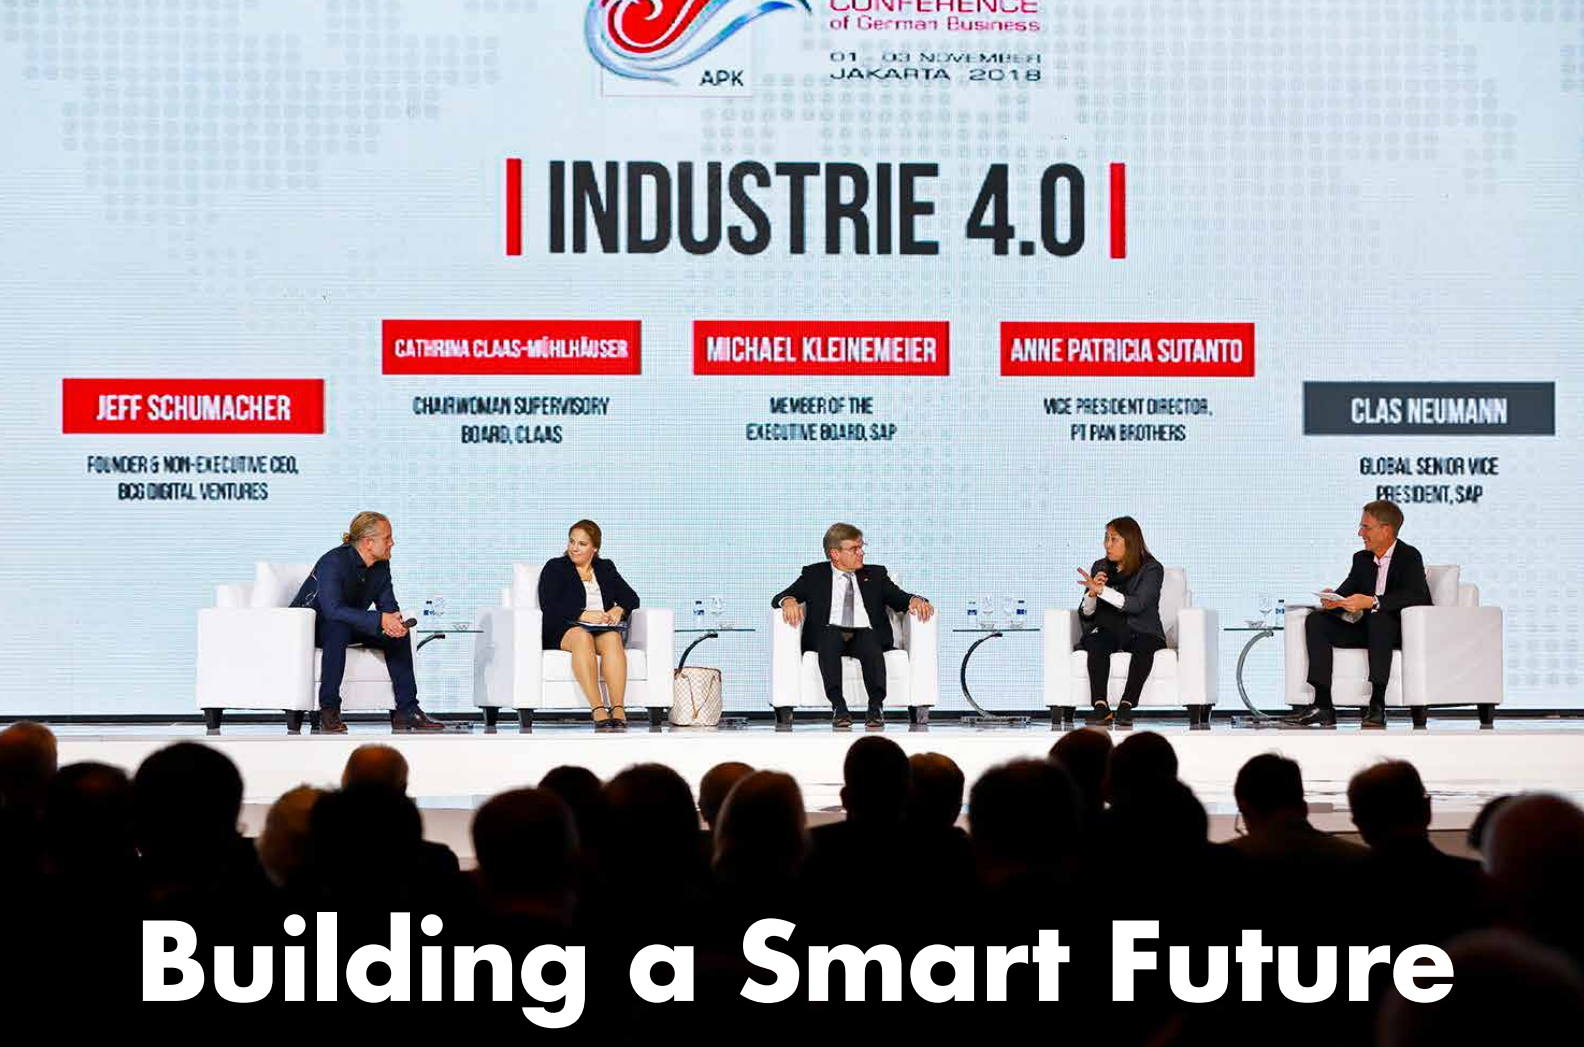 CONFERENCE
of German Business
01 - 03 NOVEMBER
JAKARTA 2018
APK
INDUSTRIE 4.0
JEFF SCHUMACHER
FOUNDER & NON-EXECUTIVE CEO,
BCG DIGITAL VENTURES
CATHRINA CLAAS-MÜHLHÄUSER
CHAIRWOMAN SUPERVISORY
BOARD, CLAAS
MICHAEL KLEINEMEIER
MEMBER OF THE
EXECUTIVE BOARD, SAP
ANNE PATRICIA SUTANTO
VICE PRESIDENT DIRECTOR,
PT PAN BROTHERS
CLAS NEUMANN
GLOBAL SENIOR VICE
PRESIDENT, SAP
Building a Smart Future